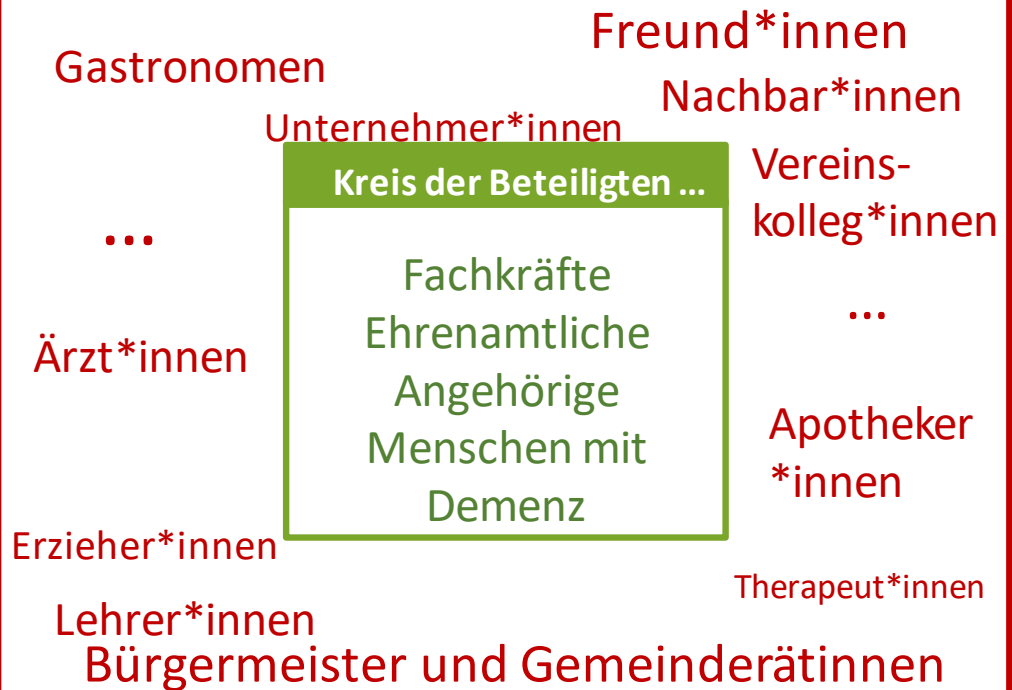 Freund*innen
Gastronomen
Nachbar*innen
Unternehmer*innen
Vereins-
kolleg*innen
Kreis der Beteiligten ...
...
Fachkräfte
Ehrenamtliche
Angehörige
Menschen mit
Demenz
...
Ärzt*innen
Apotheker
*innen
Erzieher*innen
Therapeut*innen
Lehrer*innen
Bürgermeister und Gemeinderätinnen